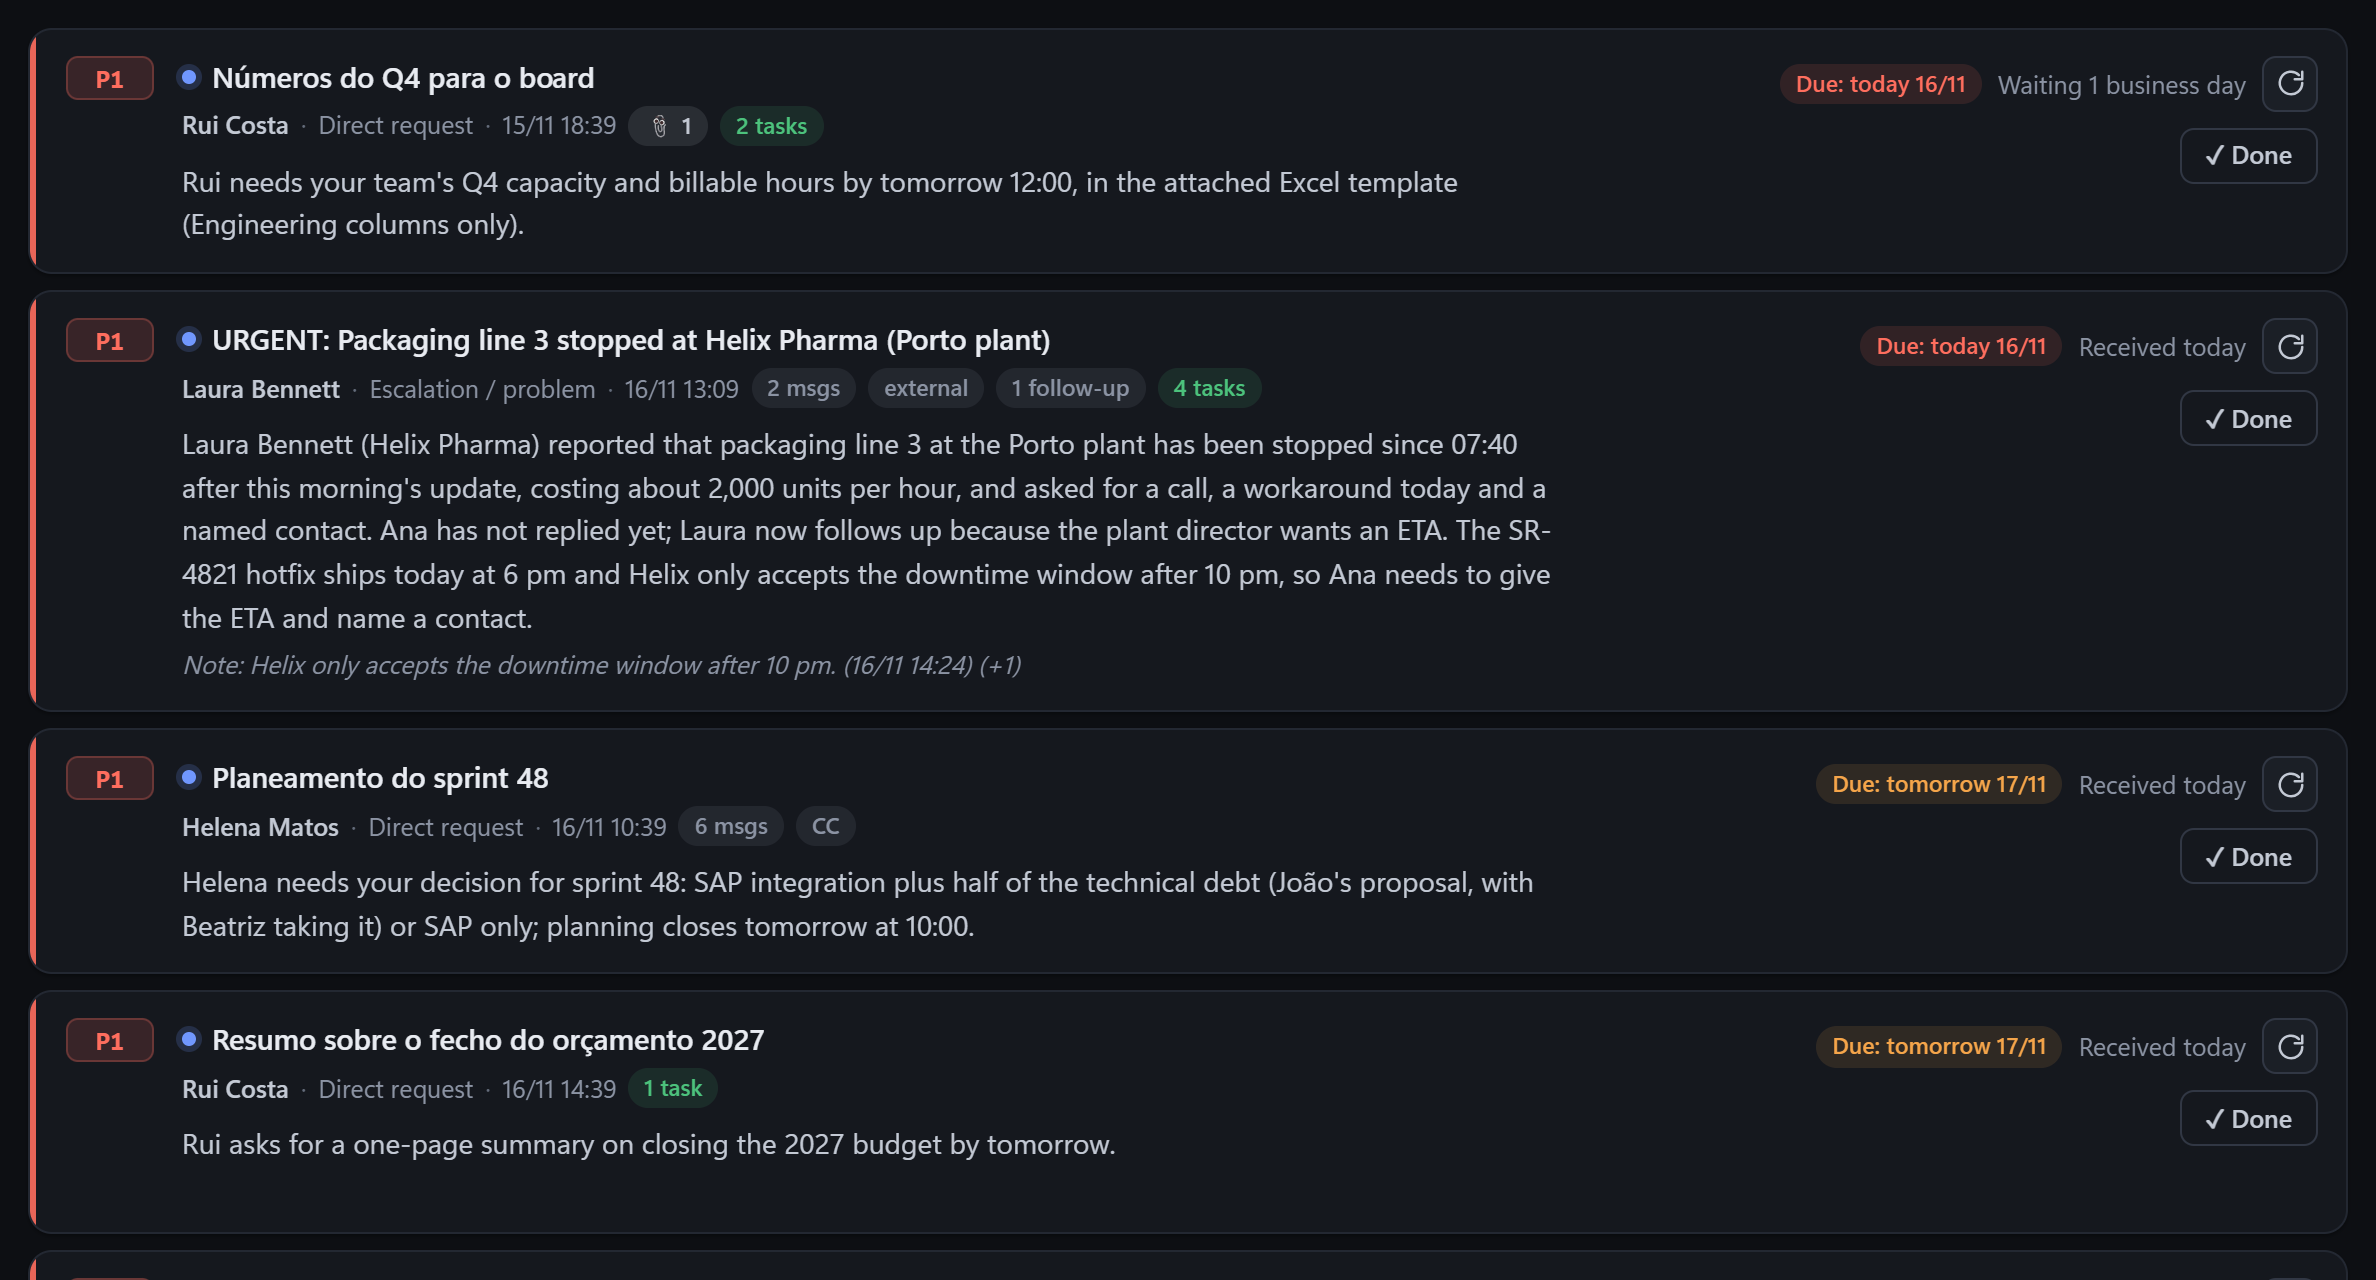 P1 Números do Q4 para o board Due: today 16/11 Waiting 1 business day
Rui Costa · Direct request · 15/11 18:39 1 2 tasks
✓ Done
Rui needs your team's Q4 capacity and billable hours by tomorrow 12:00, in the attached Excel template
(Engineering columns only).
P1 URGENT: Packaging line 3 stopped at Helix Pharma (Porto plant) Due: today 16/11 Received today
Laura Bennett · Escalation / problem · 16/11 13:09 2 msgs external 1 follow-up 4 tasks
✓ Done
Laura Bennett (Helix Pharma) reported that packaging line 3 at the Porto plant has been stopped since 07:40
after this morning's update, costing about 2,000 units per hour, and asked for a call, a workaround today and a
named contact. Ana has not replied yet; Laura now follows up because the plant director wants an ETA. The SR-
4821 hotfix ships today at 6 pm and Helix only accepts the downtime window after 10 pm, so Ana needs to give
the ETA and name a contact.
Note: Helix only accepts the downtime window after 10 pm. (16/11 14:24) (+1)
P1 Planeamento do sprint 48 Due: tomorrow 17/11 Received today
Helena Matos · Direct request · 16/11 10:39 6 msgs CC
✓ Done
Helena needs your decision for sprint 48: SAP integration plus half of the technical debt (João's proposal, with
Beatriz taking it) or SAP only; planning closes tomorrow at 10:00.
P1 Resumo sobre o fecho do orçamento 2027 Due: tomorrow 17/11 Received today
Rui Costa · Direct request · 16/11 14:39 1 task
✓ Done
Rui asks for a one-page summary on closing the 2027 budget by tomorrow.